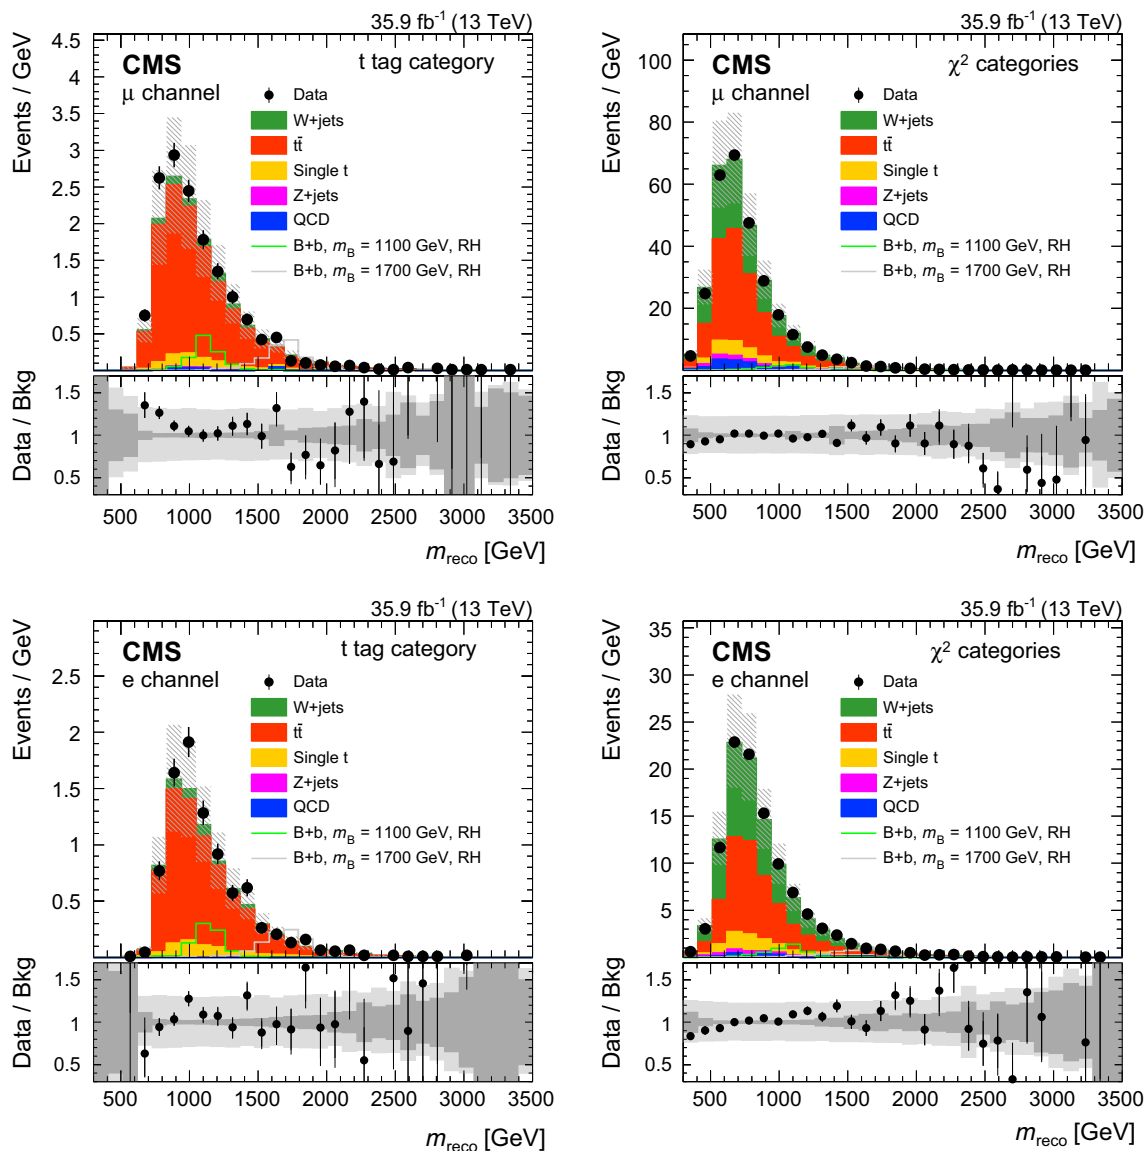 35.9 fb⁻¹ (13 TeV)
Events / GeV
4.5
4
3.5
3
2.5
2
1.5
1
0.5
CMS
t tag category
μ channel
Data
W+jets
tt̄
Single t
Z+jets
QCD
B+b, m_B = 1100 GeV, RH
B+b, m_B = 1700 GeV, RH
Data / Bkg
1.5
1
0.5
500 1000 1500 2000 2500 3000 3500
m_reco [GeV]
35.9 fb⁻¹ (13 TeV)
Events / GeV
100
80
60
40
20
CMS
χ² categories
μ channel
Data
W+jets
tt̄
Single t
Z+jets
QCD
B+b, m_B = 1100 GeV, RH
B+b, m_B = 1700 GeV, RH
Data / Bkg
1.5
1
0.5
500 1000 1500 2000 2500 3000 3500
m_reco [GeV]
35.9 fb⁻¹ (13 TeV)
Events / GeV
2.5
2
1.5
1
0.5
CMS
t tag category
e channel
Data
W+jets
tt̄
Single t
Z+jets
QCD
B+b, m_B = 1100 GeV, RH
B+b, m_B = 1700 GeV, RH
Data / Bkg
1.5
1
0.5
500 1000 1500 2000 2500 3000 3500
m_reco [GeV]
35.9 fb⁻¹ (13 TeV)
Events / GeV
35
30
25
20
15
10
5
CMS
χ² categories
e channel
Data
W+jets
tt̄
Single t
Z+jets
QCD
B+b, m_B = 1100 GeV, RH
B+b, m_B = 1700 GeV, RH
Data / Bkg
1.5
1
0.5
500 1000 1500 2000 2500 3000 3500
m_reco [GeV]